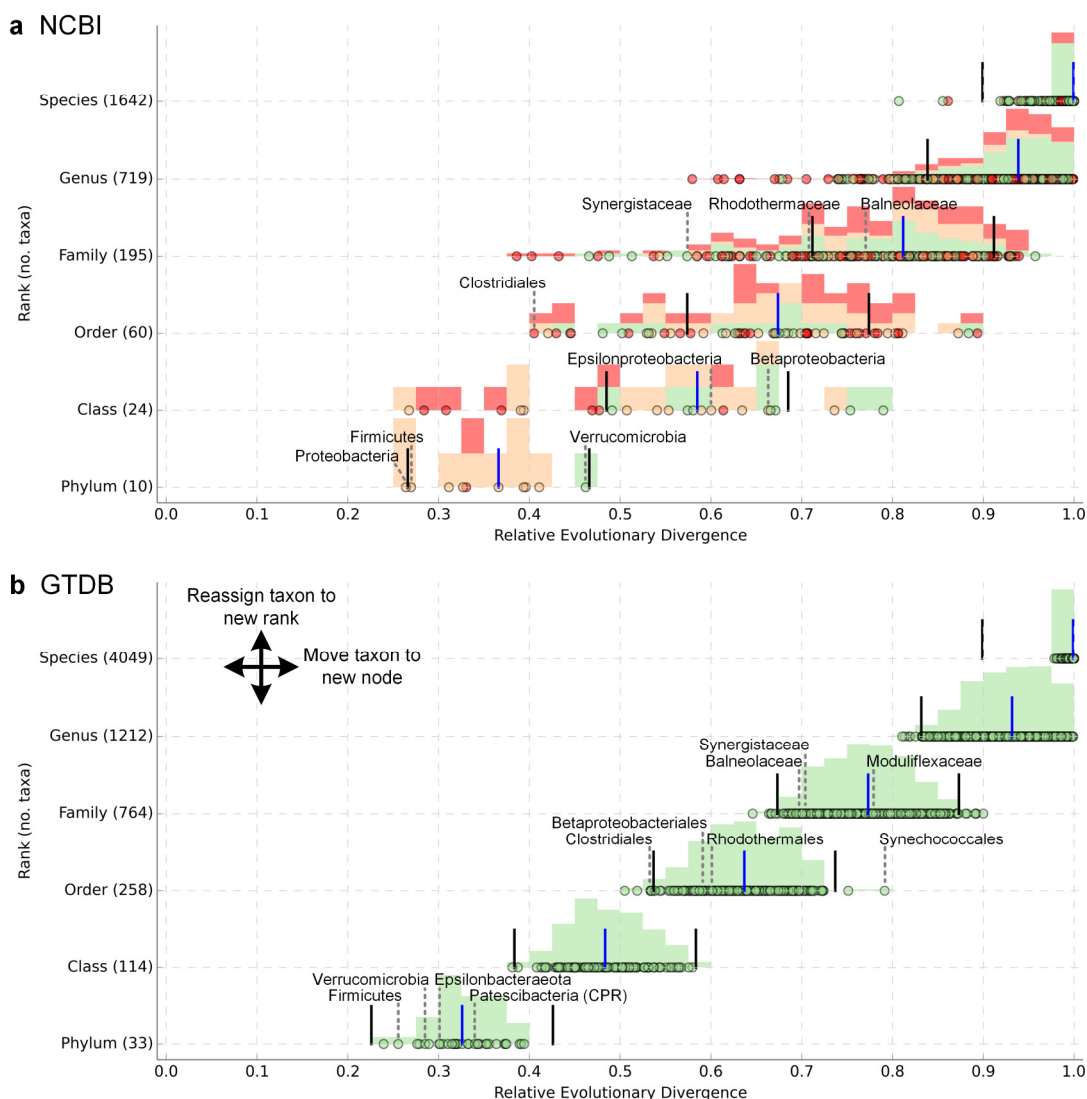 a NCBI
Species (1642)
Genus (719)
Synergistaceae Rhodothermaceae Balneolaceae
Family (195)
Clostridiales
Order (60)
Epsilonproteobacteria Betaproteobacteria
Class (24)
Firmicutes Verrucomicrobia
Proteobacteria
Phylum (10)
Rank (no. taxa)
0.0 0.1 0.2 0.3 0.4 0.5 0.6 0.7 0.8 0.9 1.0
Relative Evolutionary Divergence
b GTDB
Reassign taxon to
new rank
Move taxon to
new node
Species (4049)
Genus (1212)
Synergistaceae
Balneolaceae Moduliflexaceae
Family (764)
Betaproteobacteriales
Clostridiales Rhodothermales Synechococcales
Order (258)
Class (114)
Verrucomicrobia Epsilonbacteraeota
Firmicutes Patescibacteria (CPR)
Phylum (33)
Rank (no. taxa)
0.0 0.1 0.2 0.3 0.4 0.5 0.6 0.7 0.8 0.9 1.0
Relative Evolutionary Divergence